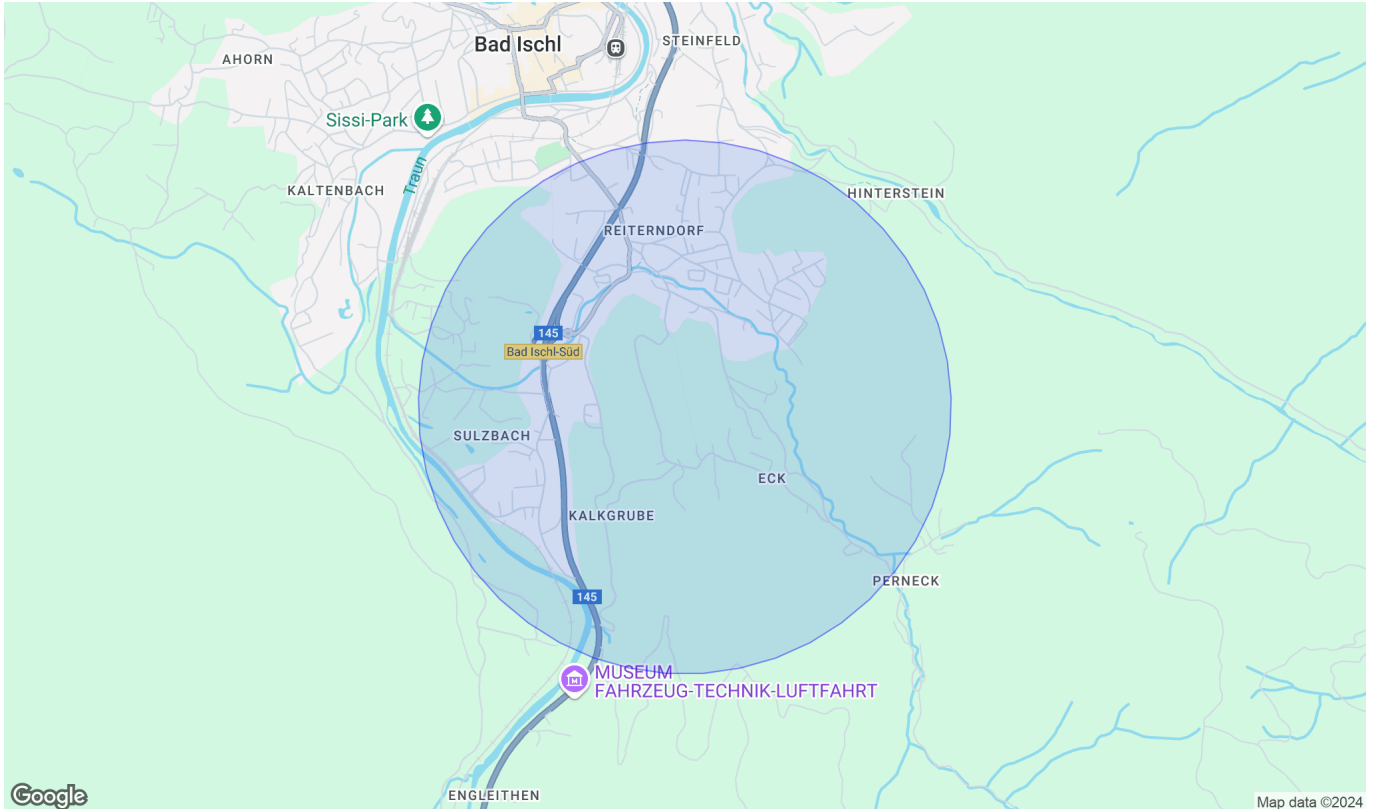 Bad Ischl
STEINFELD
AHORN
Sissi-Park
Traun
KALTENBACH
HINTERSTEIN
REITERNDORF
145
Bad Ischl-Süd
SULZBACH
ECK
KALKGRUBE
PERNECK
145
MUSEUM
FAHRZEUG-TECHNIK-LUFTFAHRT
ENGLEITHEN
Google
Map data ©2024